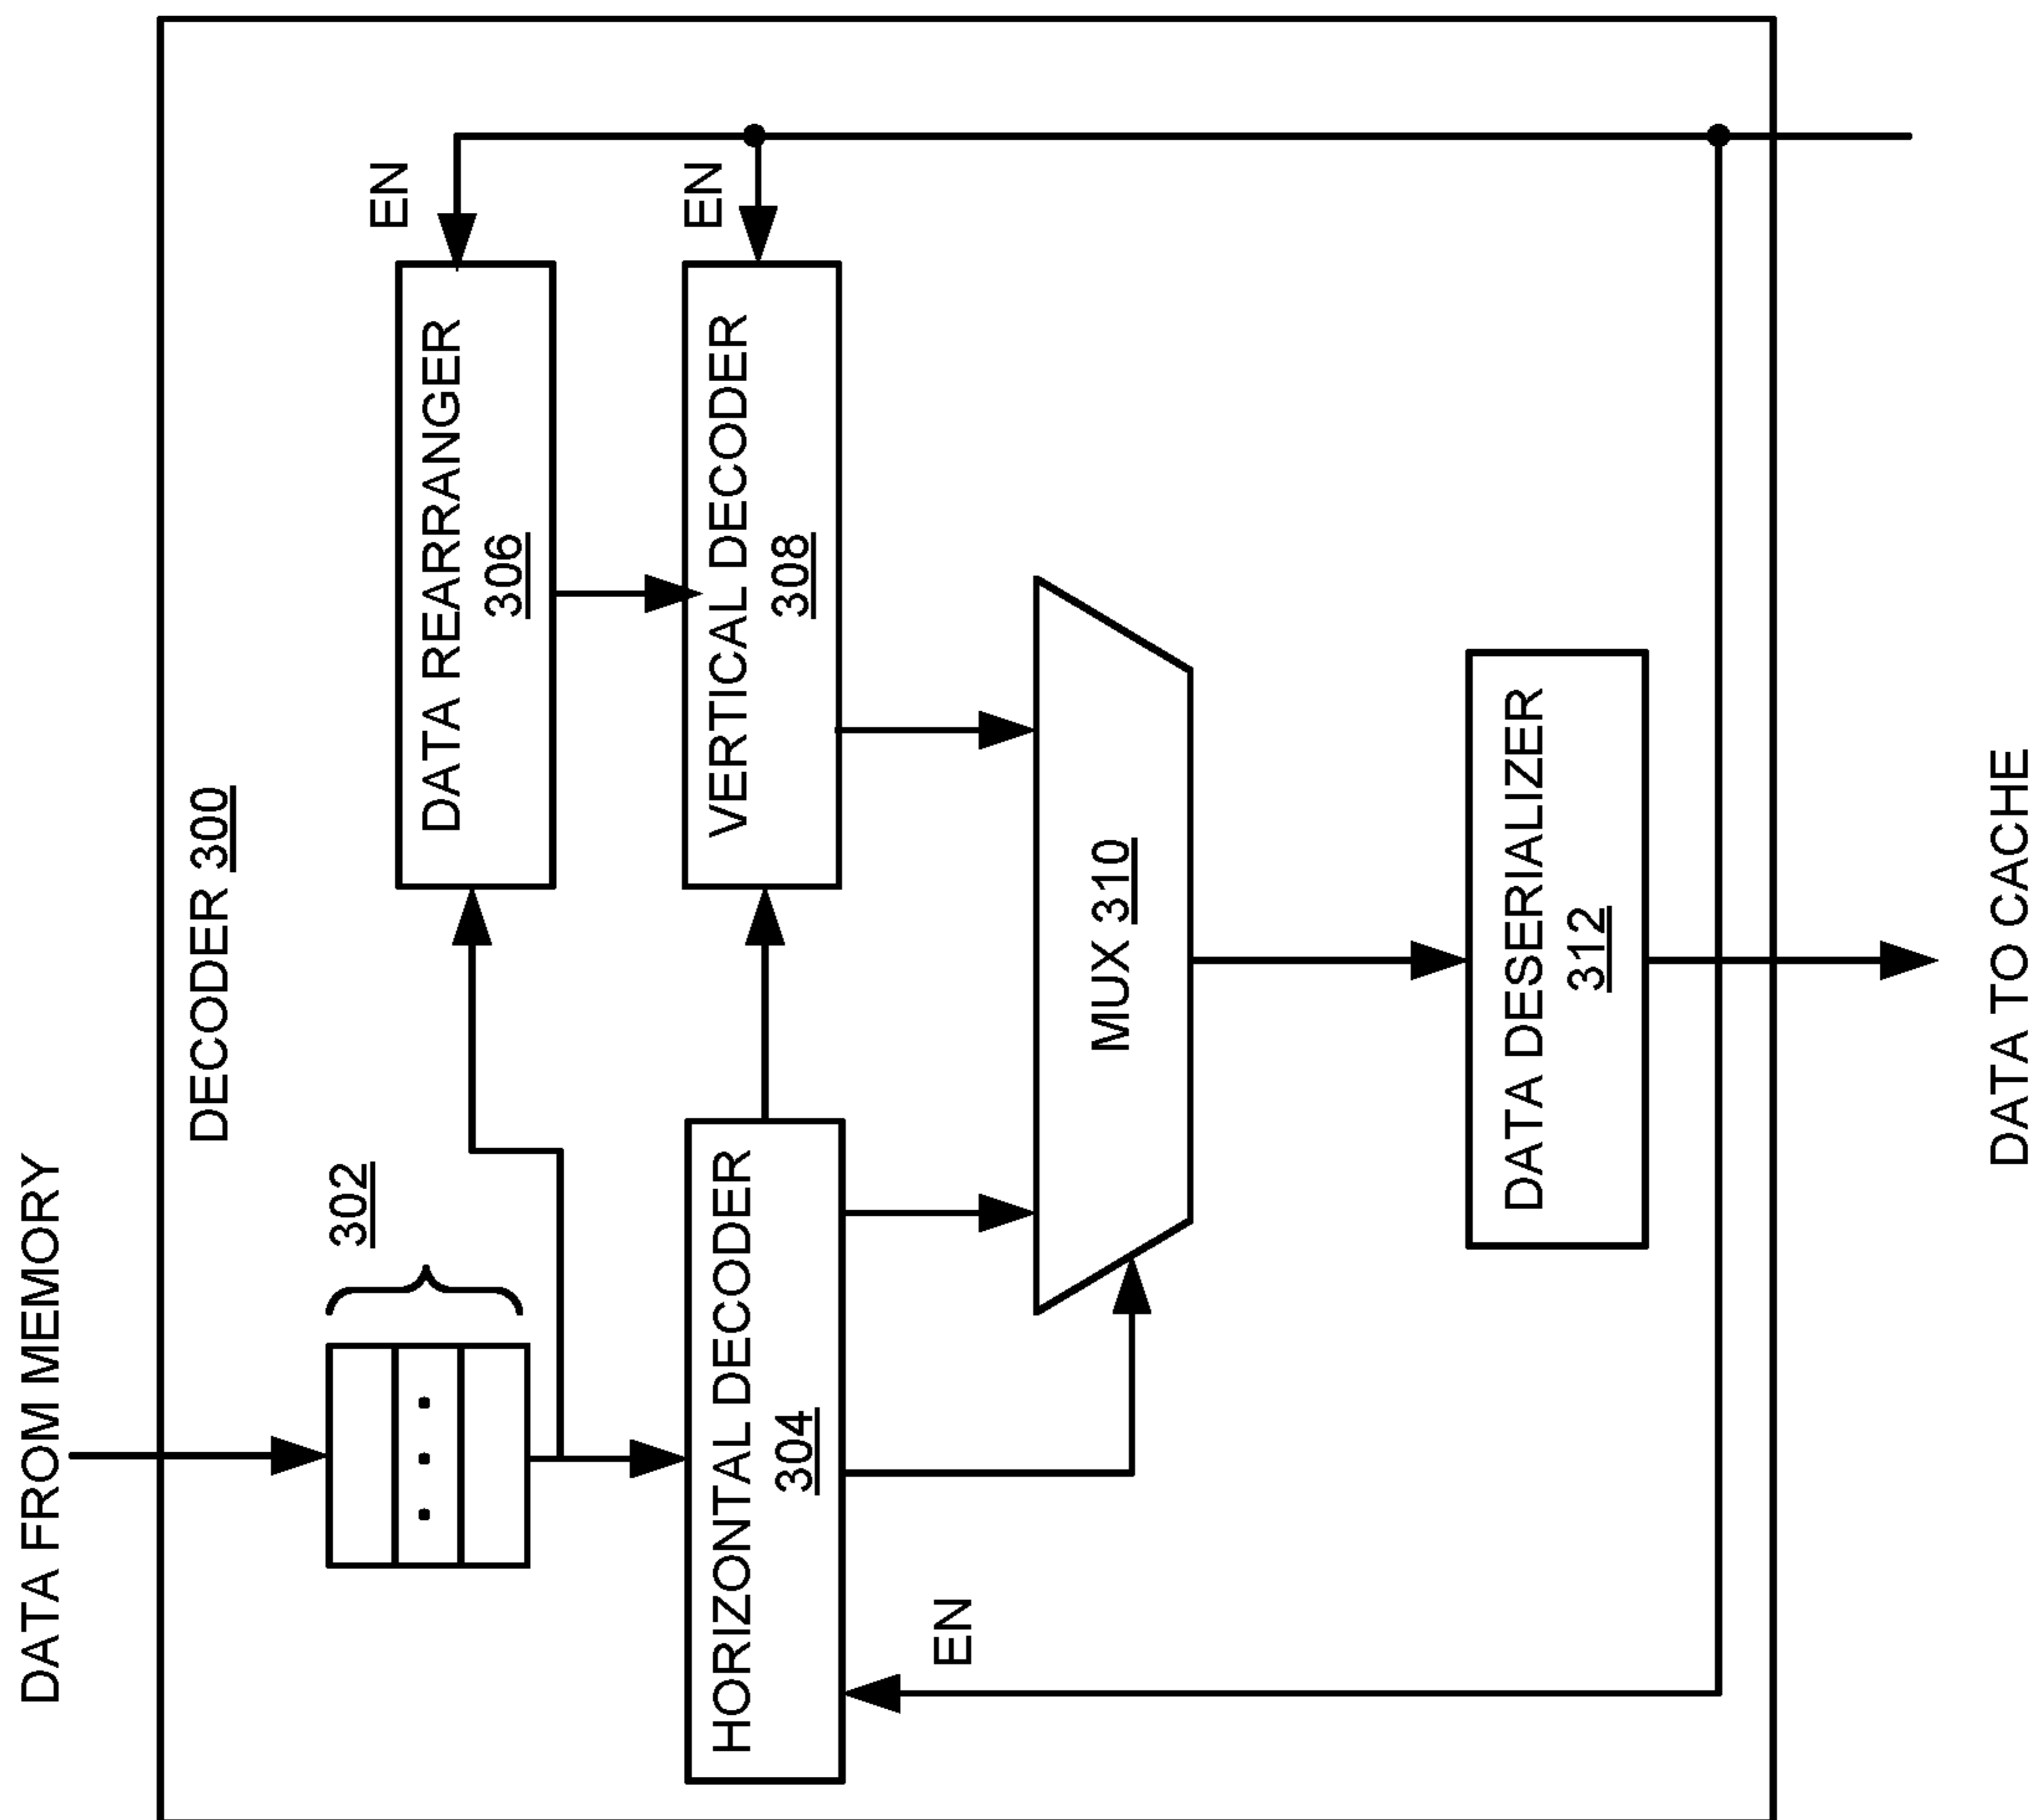 DATA FROM MEMORY
DECODER 300
302
DATA REARRANGER
306
EN
HORIZONTAL DECODER
304
VERTICAL DECODER
308
EN
EN
MUX 310
DATA DESERIALIZER
312
DATA TO CACHE